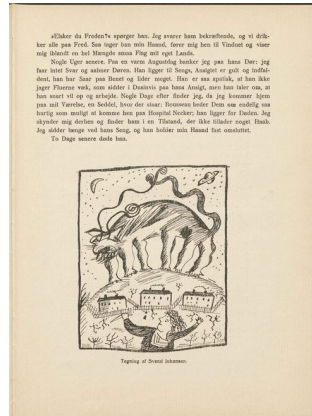 »Elsker du Freden?« spørger han. Jeg svarer ham bekræftende, og vi drik-
ker alle paa Fred. Saa tager han min Haand, fører mig hen til Vinduet og viser
mig iblandt en hel Mængde smaa Flag mit eget Lands.
Nogle Uger senere. Paa en varm Augustdag banker jeg paa hans Dør; jeg
faar intet Svar og aabner Døren. Han ligger til Sengs, Ansigtet er gult og indfal-
dent, han har Saar paa Benet og lider meget. Han er saa apatisk, at han ikke
jager Fluerne væk, som sidder i Dusinvis paa hans Ansigt, men han taler om, at
han snart vil op og arbejde. Nogle Dage efter finder jeg, da jeg kommer hjem
paa mit Værelse, en Seddel, hvor der staar: Rousseau beder Dem om endelig saa
hurtig som muligt at komme hen paa Hospital Necker; han ligger for Døden. Jeg
skynder mig derhen og finder ham i en Tilstand, der ikke tillader noget Haab.
Jeg sidder længe ved hans Seng, og han holder min Haand fast omsluttet.
To Dage senere døde han.
Tegning af Svend Johansen.